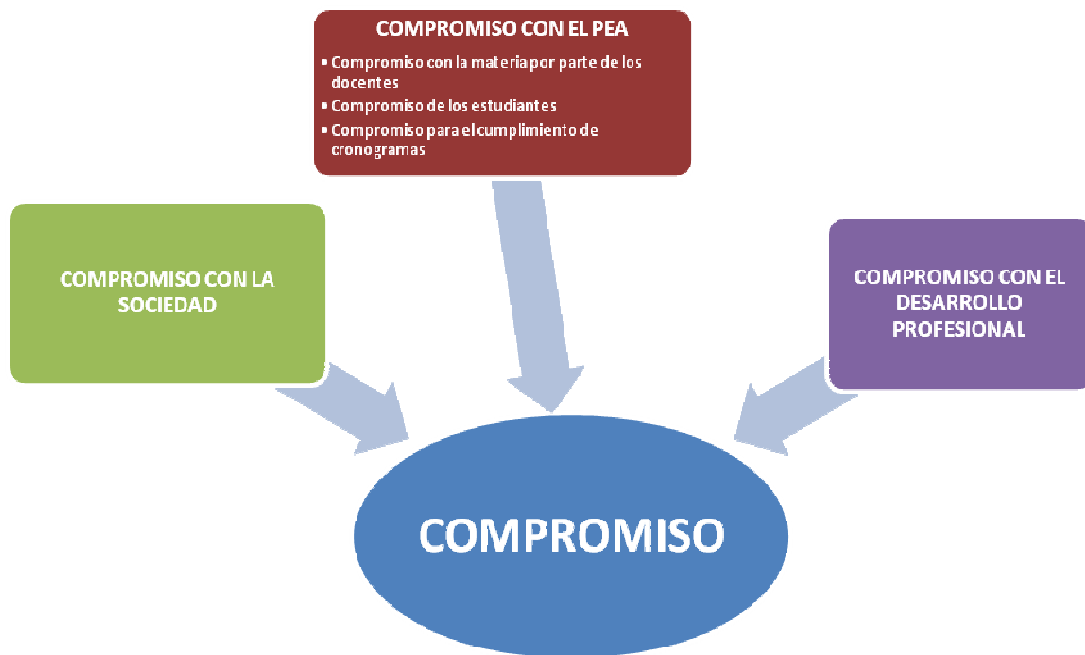 COMPROMISO CON EL PEA
• Compromiso con la materia por parte de los
docentes
• Compromiso de los estudiantes
• Compromiso para el cumplimiento de
cronogramas
COMPROMISO CON LA
SOCIEDAD
COMPROMISO CON EL
DESARROLLO
PROFESIONAL
COMPROMISO